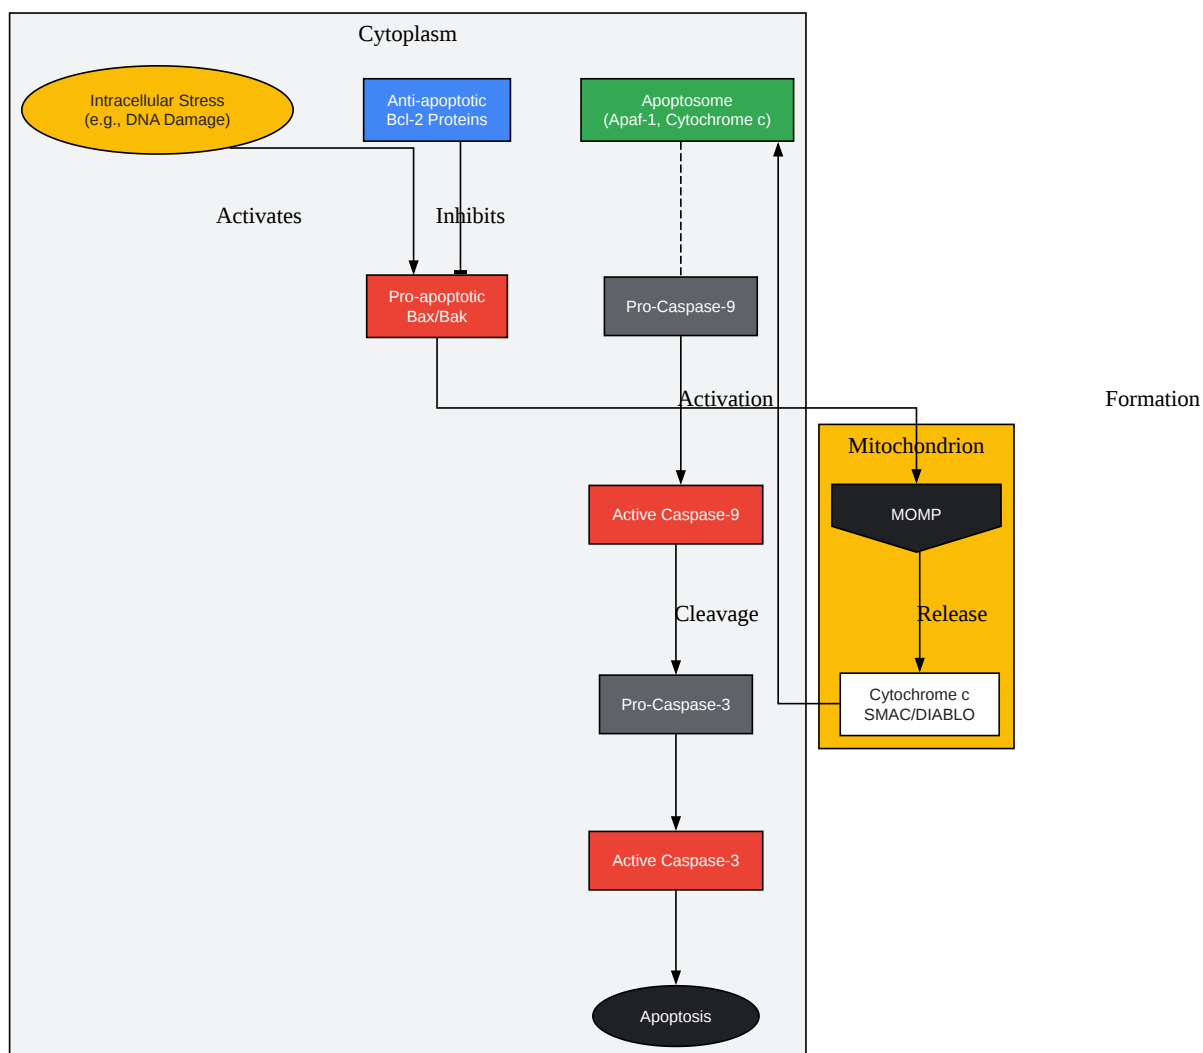 Cytoplasm
Intracellular Stress
(e.g., DNA Damage)
Anti-apoptotic
Bcl-2 Proteins
Apoptosome
(Apaf-1, Cytochrome c)
Activates
Inhibits
Pro-apoptotic
Bax/Bak
Pro-Caspase-9
Activation
Formation
Mitochondrion
Active Caspase-9
MOMP
Cleavage
Release
Pro-Caspase-3
Cytochrome c
SMAC/DIABLO
Active Caspase-3
Apoptosis